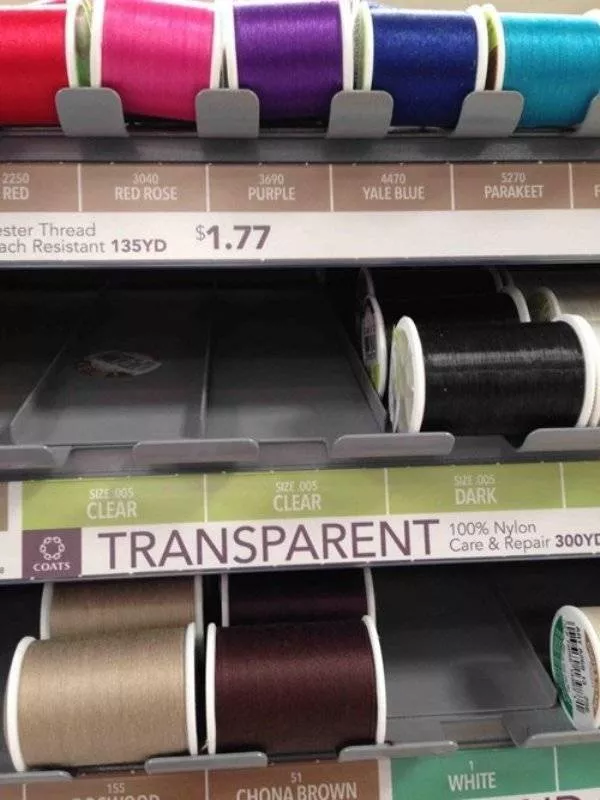 2250 3040 3690 4470 5270
RED RED ROSE PURPLE YALE BLUE PARAKEET
ester Thread
ach Resistant 135YD $1.77
SIZE .005 SIZE .005 SIZE .005
CLEAR CLEAR DARK
COATS TRANSPARENT 100% Nylon
Care & Repair 300YD
155 51 1
CHONA BROWN WHITE